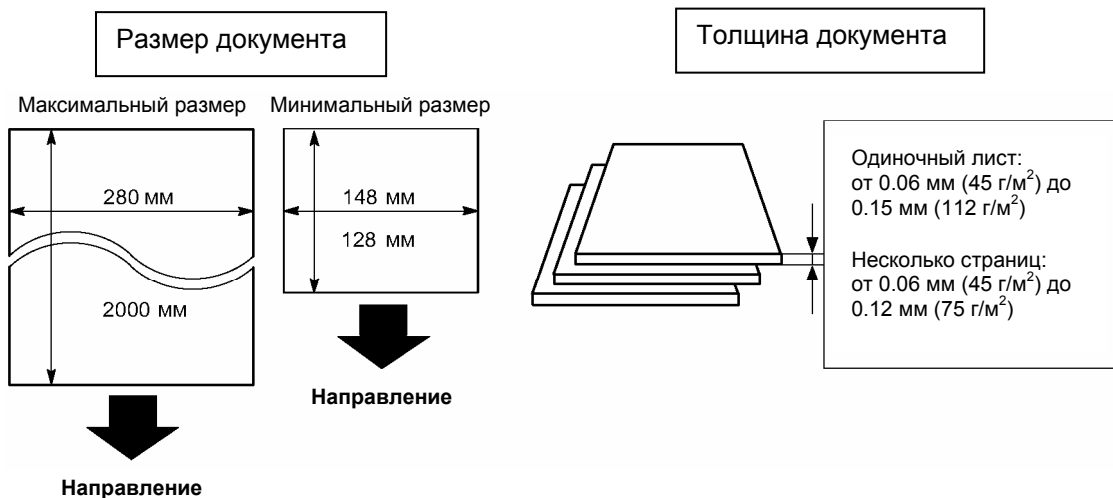 Размер документа
Толщина документа
Максимальный размер
Минимальный размер
280 мм
2000 мм
Направление
148 мм
128 мм
Направление
Одиночный лист:
от 0.06 мм (45 г/м²) до
0.15 мм (112 г/м²)
Несколько страниц:
от 0.06 мм (45 г/м²) до
0.12 мм (75 г/м²)